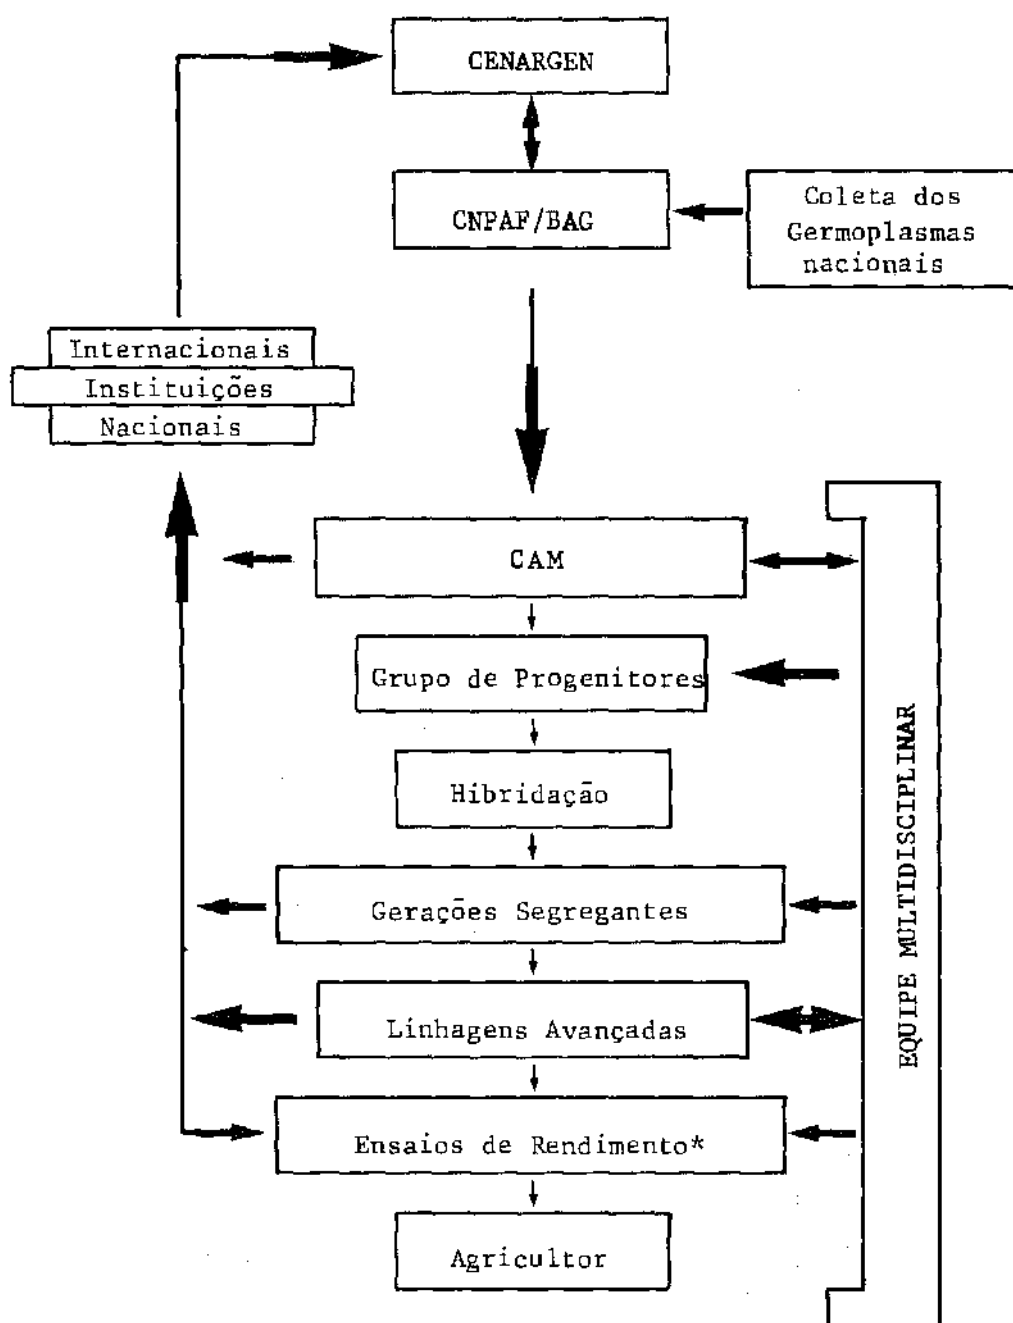 CENARGEN
CNPAF/BAG
Coleta dos
Germoplasmas
nacionais
Internacionais
Instituições
Nacionais
CAM
Grupo de Progenitores
Hibridação
Gerações Segregantes
Linhagens Avançadas
Ensaios de Rendimento*
Agricultor
EQUIPE MULTIDISCIPLINAR